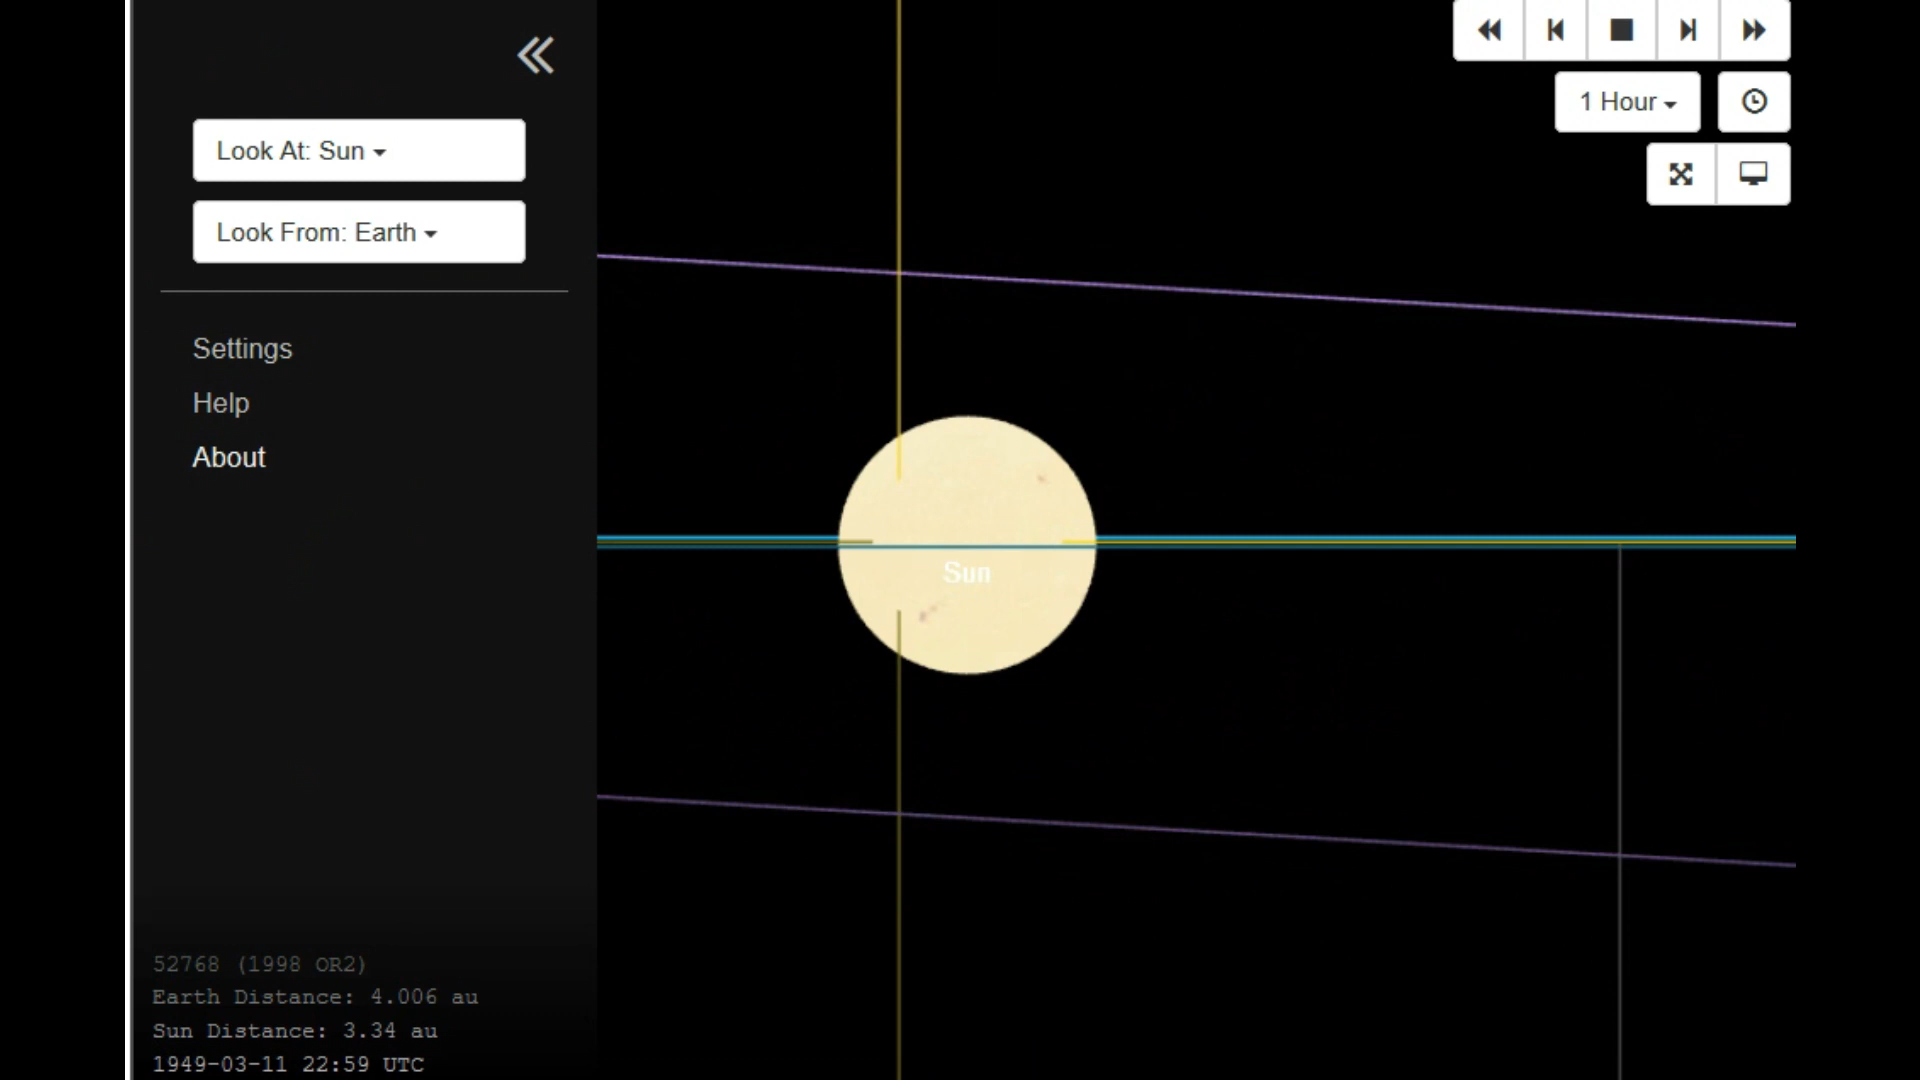 1 Hour
Look At: Sun
Look From: Earth
Settings
Help
About
Sun
52768 (1998 OR2)
Earth Distance: 4.006 au
Sun Distance: 3.34 au
1949-03-11 22:59 UTC